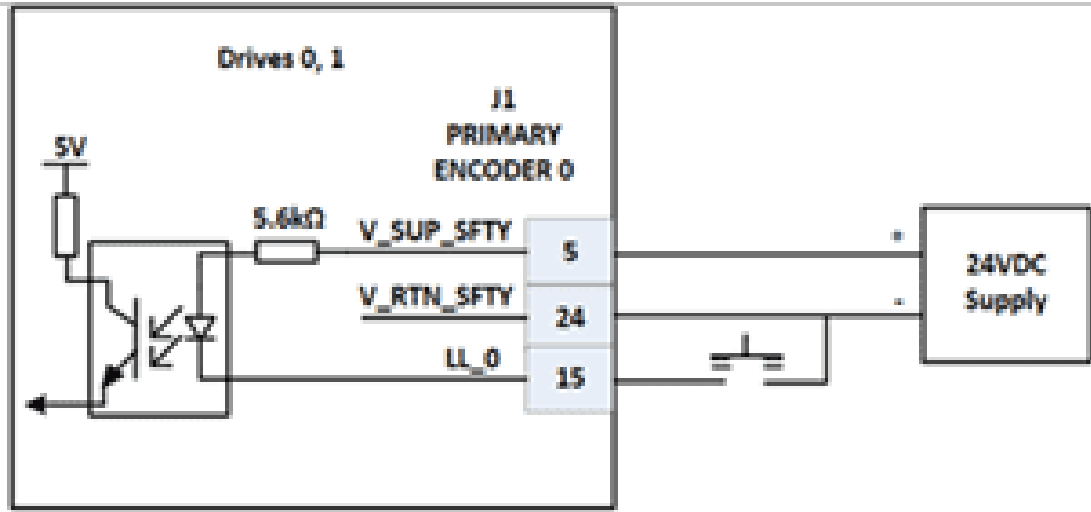 Drives 0, 1
J1
PRIMARY
ENCODER 0
5V
5.6kΩ
V_SUP_SFTY
5
+
24VDC
Supply
V_RTN_SFTY
24
-
LL_0
15